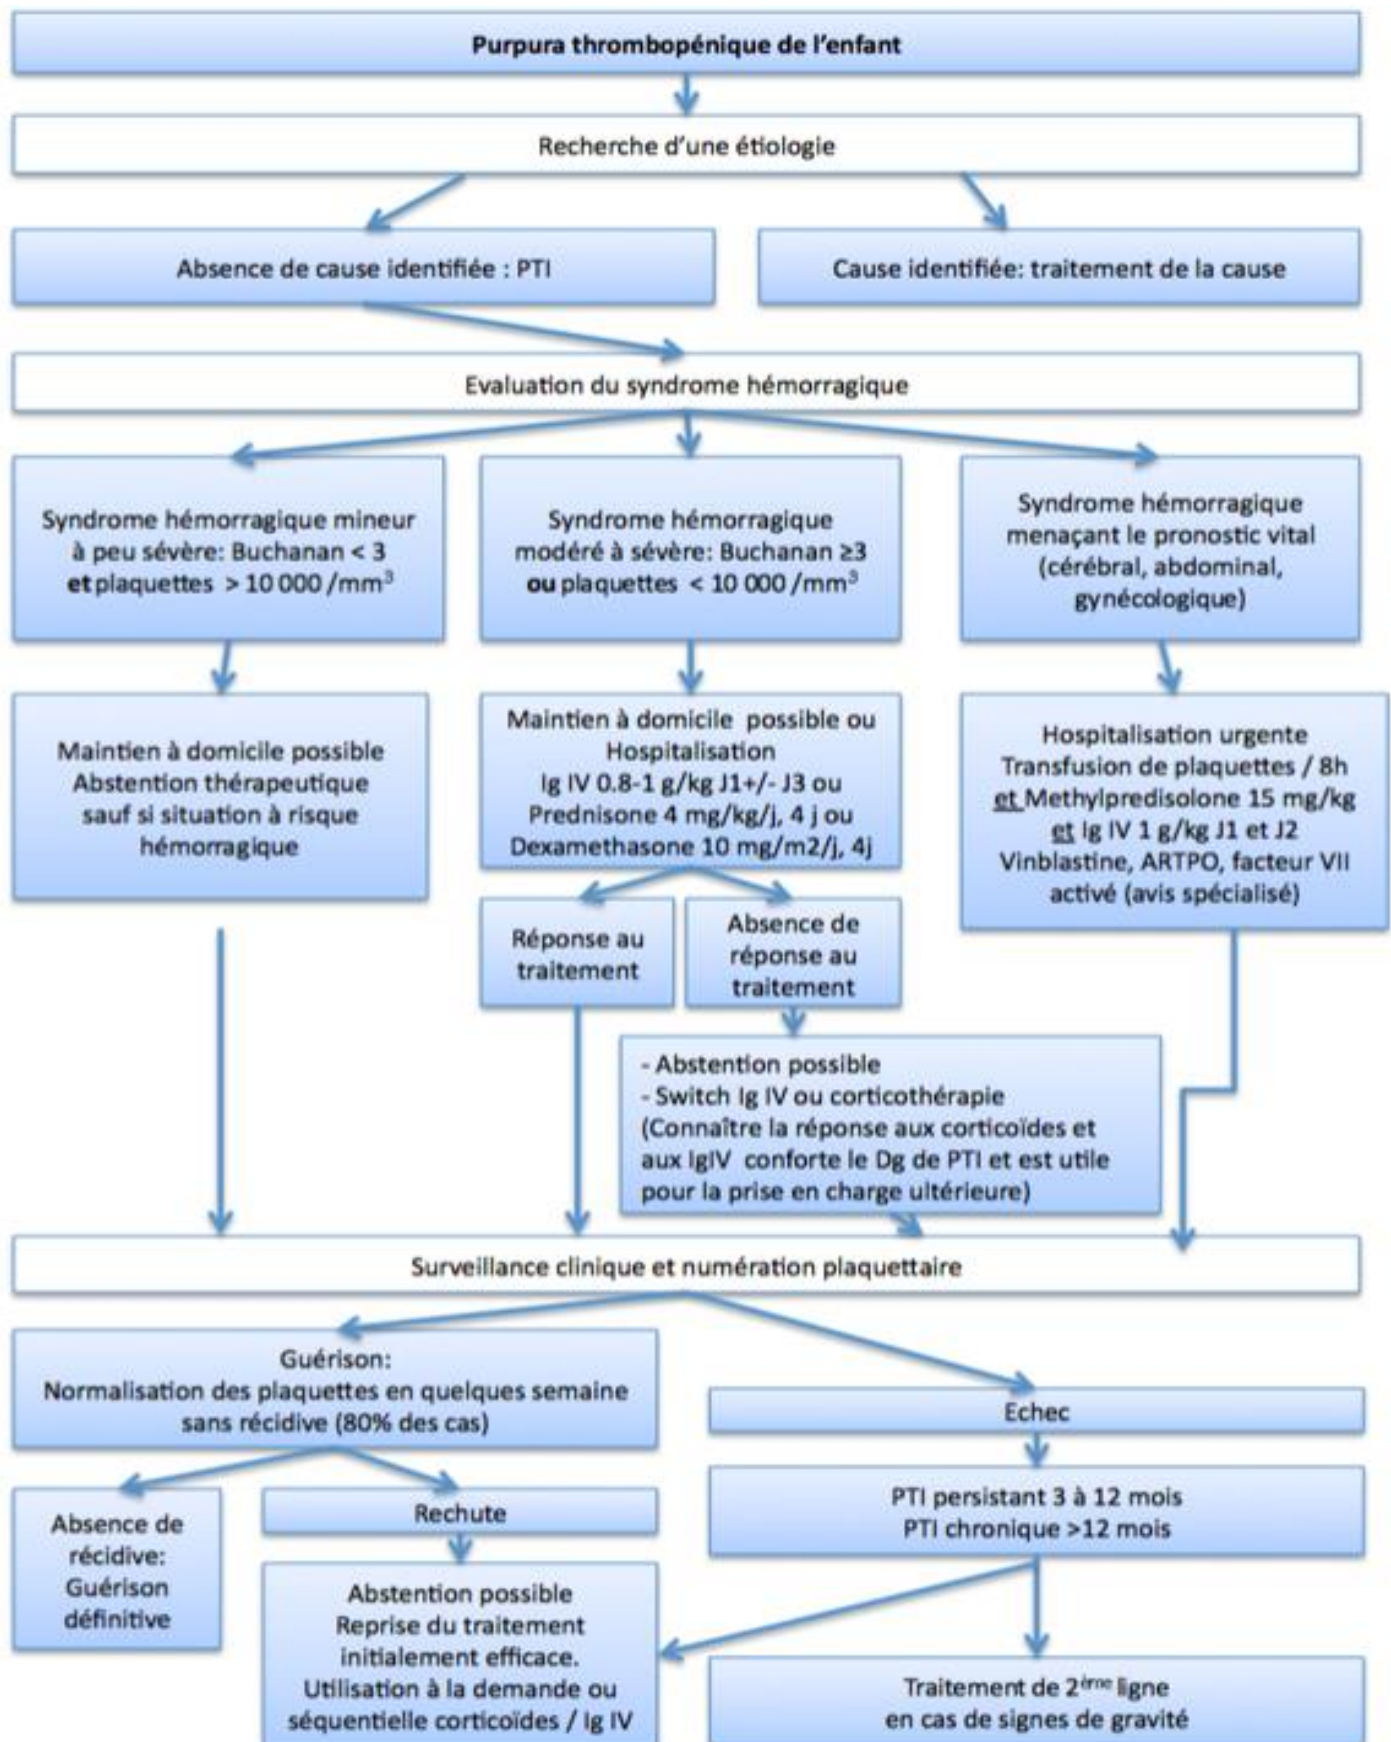 Purpura thrombopénique de l'enfant
Recherche d'une étiologie
Absence de cause identifiée : PTI
Cause identifiée: traitement de la cause
Evaluation du syndrome hémorragique
Syndrome hémorragique mineur
à peu sévère: Buchanan < 3
et plaquettes > 10 000 /mm³
Syndrome hémorragique
modéré à sévère: Buchanan ≥3
ou plaquettes < 10 000 /mm³
Syndrome hémorragique
menaçant le pronostic vital
(cérébral, abdominal,
gynécologique)
Maintien à domicile possible
Abstention thérapeutique
sauf si situation à risque
hémorragique
Maintien à domicile possible ou
Hospitalisation
Ig IV 0.8-1 g/kg J1+/- J3 ou
Prednisone 4 mg/kg/j, 4 j ou
Dexamethasone 10 mg/m2/j, 4j
Hospitalisation urgente
Transfusion de plaquettes / 8h
et Methylpredisolone 15 mg/kg
et Ig IV 1 g/kg J1 et J2
Vinblastine, ARTPO, facteur VII
activé (avis spécialisé)
Réponse au
traitement
Absence de
réponse au
traitement
- Abstention possible
- Switch Ig IV ou corticothérapie
(Connaître la réponse aux corticoïdes et
aux IgIV conforte le Dg de PTI et est utile
pour la prise en charge ultérieure)
Surveillance clinique et numération plaquettaire
Guérison:
Normalisation des plaquettes en quelques semaine
sans récidive (80% des cas)
Echec
Absence de
récidive:
Guérison
définitive
Rechute
PTI persistant 3 à 12 mois
PTI chronique >12 mois
Abstention possible
Reprise du traitement
initialement efficace.
Utilisation à la demande ou
séquentielle corticoïdes / Ig IV
Traitement de 2ème ligne
en cas de signes de gravité